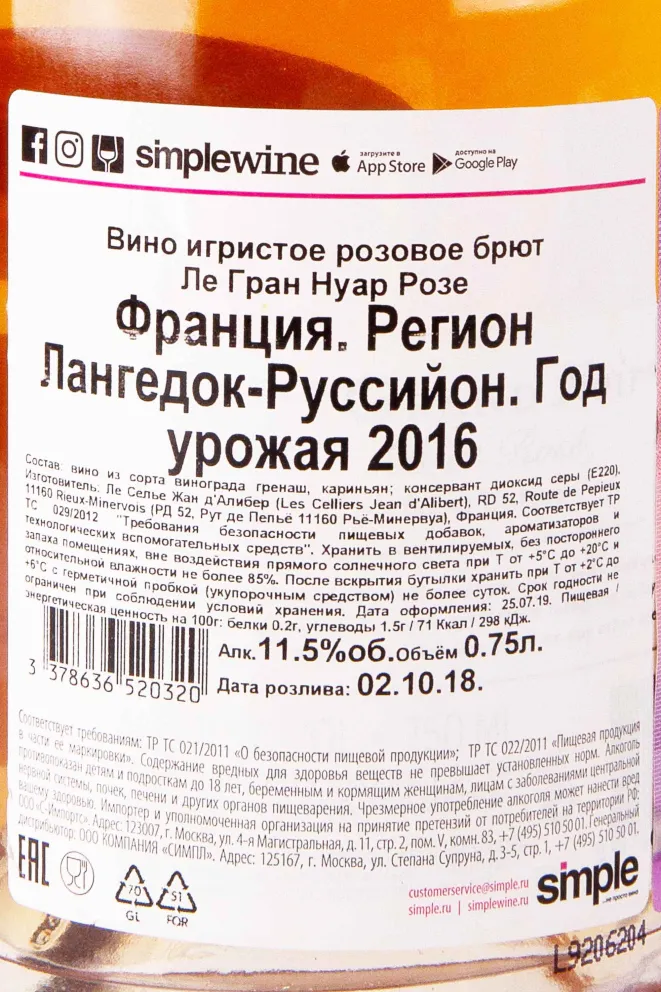 simplewine загрузите в App Store доступно на Google Play
Вино игристое розовое брют
Ле Гран Нуар Розе
Франция. Регион
Лангедок-Руссийон. Год
урожая 2016
Состав: вино из сорта винограда гренаш, кариньян; консервант диоксид серы (E220).
Изготовитель: Ле Селье Жан д'Алибер (Les Celliers Jean d'Alibert), RD 52, Route de Pepieux
11160 Rieux-Minervois (РД 52, Рут де Пепьё 11160 Рьё-Минервуа), Франция. Соответствует ТР
ТС 029/2012 "Требования безопасности пищевых добавок, ароматизаторов и
технологических вспомогательных средств". Хранить в вентилируемых, без постороннего
запаха помещениях, вне воздействия прямого солнечного света при Т от +5°С до +20°С и
относительной влажности не более 85%. После вскрытия бутылки хранить при Т от +2°С до
+6°С с герметичной пробкой (укупорочным средством) не более суток. Срок годности не
ограничен при соблюдении условий хранения. Дата оформления: 25.07.19. Пищевая /
энергетическая ценность на 100г: белки 0.2г, углеводы 1.5г / 71 Ккал / 298 кДж.
Алк.11.5%об.Объём 0.75л.
3 378636 520320
Дата розлива: 02.10.18.
Соответствует требованиям: ТР ТС 021/2011 «О безопасности пищевой продукции»; ТР ТС 022/2011 «Пищевая продукция
в части ее маркировки». Содержание вредных для здоровья веществ не превышает установленных норм. Алкоголь
противопоказан детям и подросткам до 18 лет, беременным и кормящим женщинам, лицам с заболеваниями центральной
нервной системы, почек, печени и других органов пищеварения. Чрезмерное употребление алкоголя может нанести вред
вашему здоровью. Импортер и уполномоченная организация на принятие претензий от потребителей на территории РФ:
ООО «С-Импортс». Адрес: 123007, г. Москва, ул. 4-я Магистральная, д. 11, стр. 2, пом. V, комн. 83, +7 (495) 510 50 01. Генеральный
дистрибьютор: ООО КОМПАНИЯ «СИМПЛ». Адрес: 125167, г. Москва, ул. Степана Супруна, д. 3-5, стр. 1, +7 (495) 510 50 01.
EAC
70
GL
51
FOR
customerservice@simple.ru
simple.ru | simplewine.ru
simple
...не просто вино
L9206204